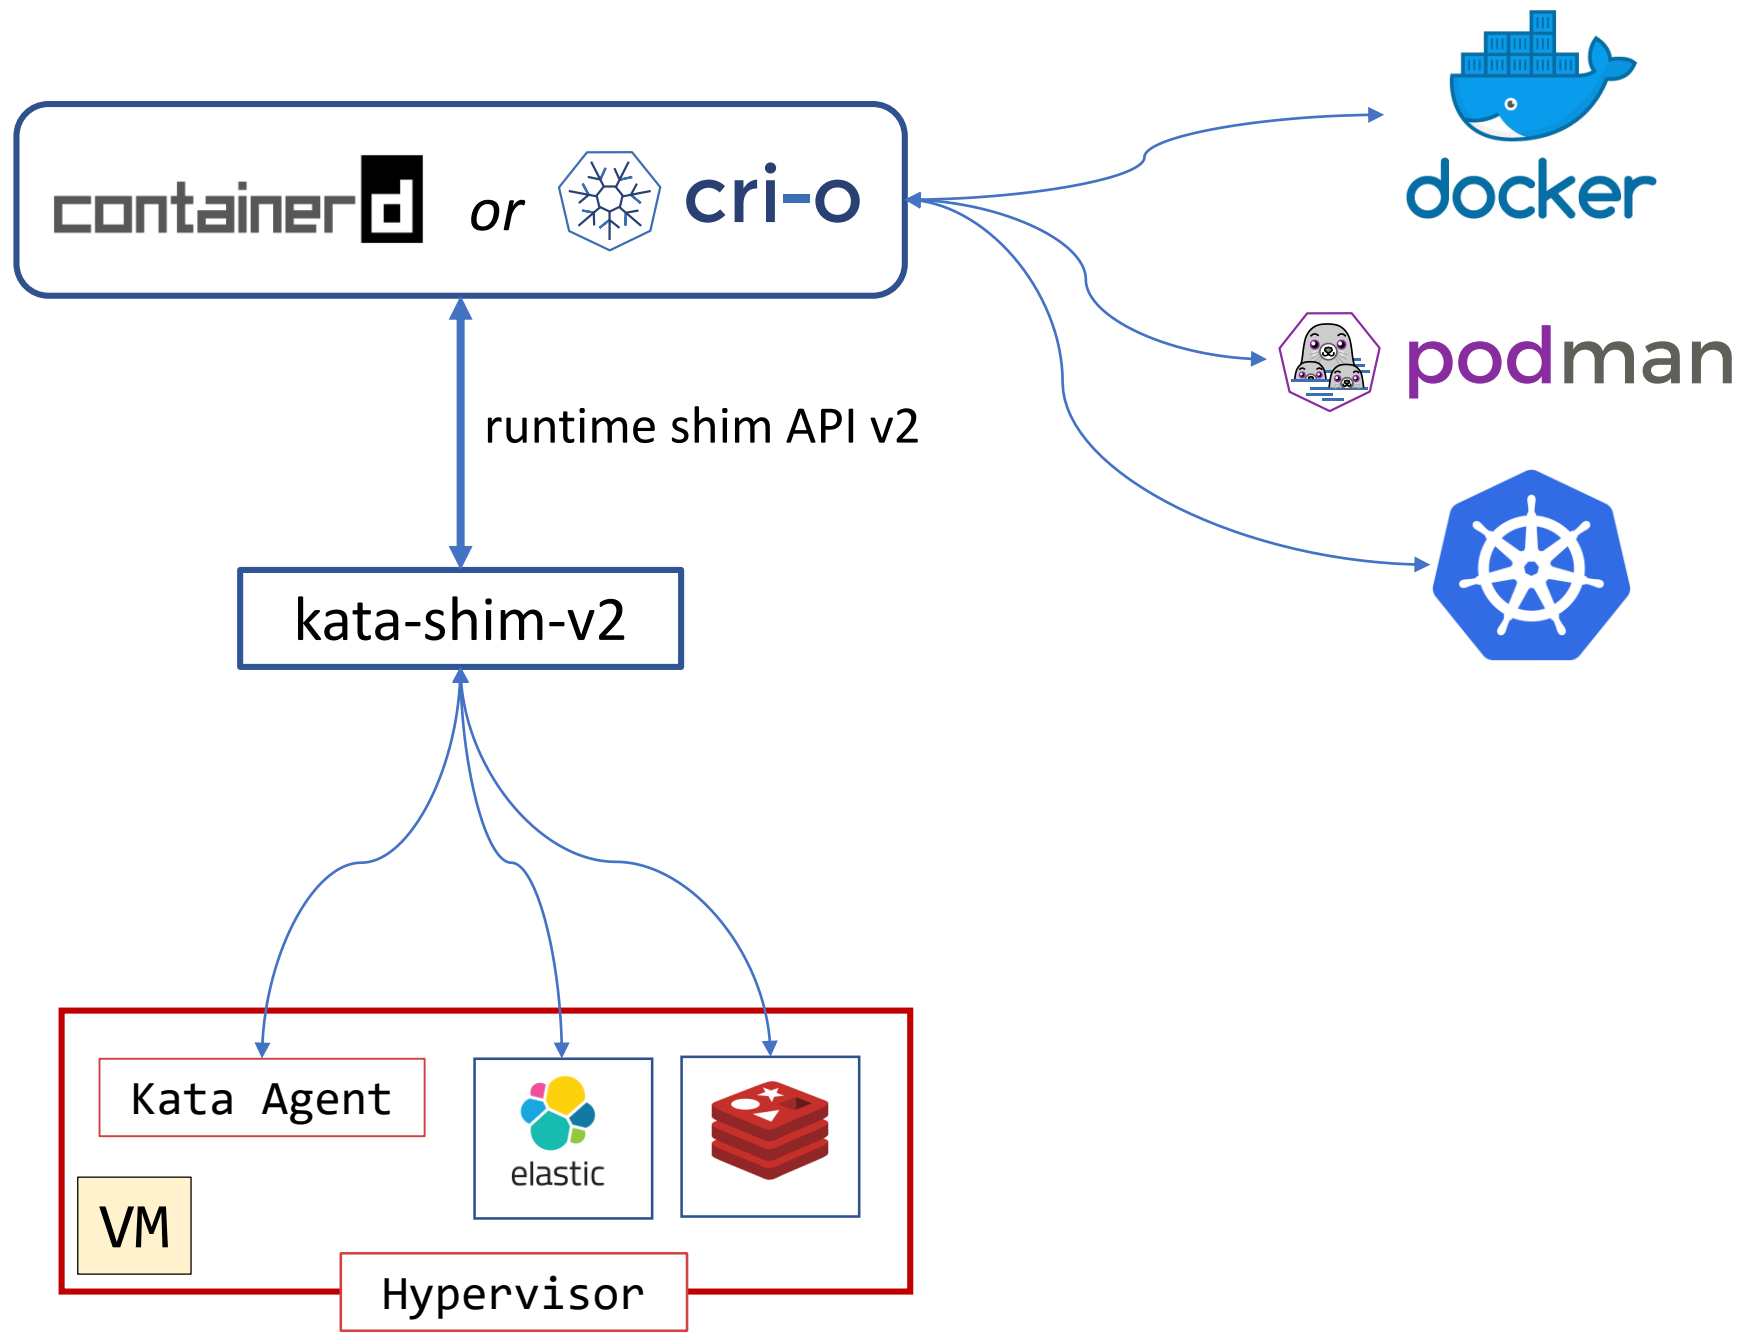 containerd or cri-o
docker
podman
runtime shim API v2
kata-shim-v2
Kata Agent
elastic
VM
Hypervisor